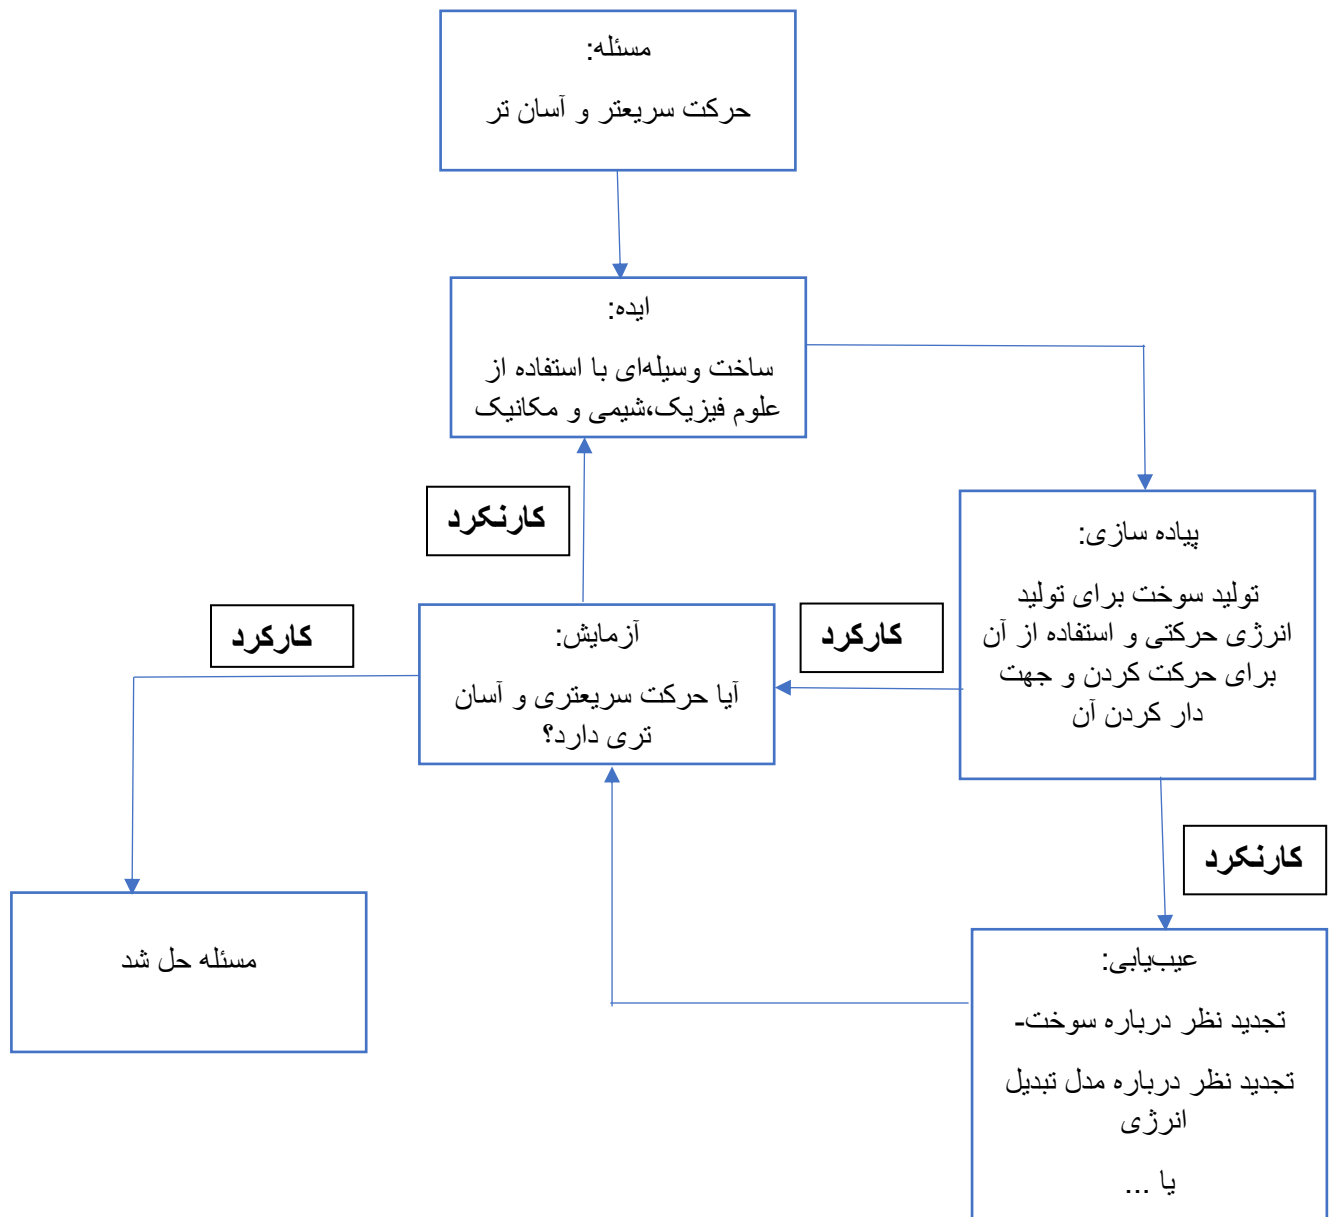 مسئله:
حرکت سریعتر و آسان تر
ایده:
ساخت وسیله‌ای با استفاده از
علوم فیزیک،شیمی و مکانیک
کارنکرد
پیاده سازی:
تولید سوخت برای تولید
انرژی حرکتی و استفاده از آن
برای حرکت کردن و جهت
دار کردن آن
کارکرد
آزمایش:
آیا حرکت سریعتری و آسان
تری دارد؟
کارکرد
کارنکرد
عیب‌یابی:
تجدید نظر درباره سوخت-
تجدید نظر درباره مدل تبدیل
انرژی
یا ...
مسئله حل شد